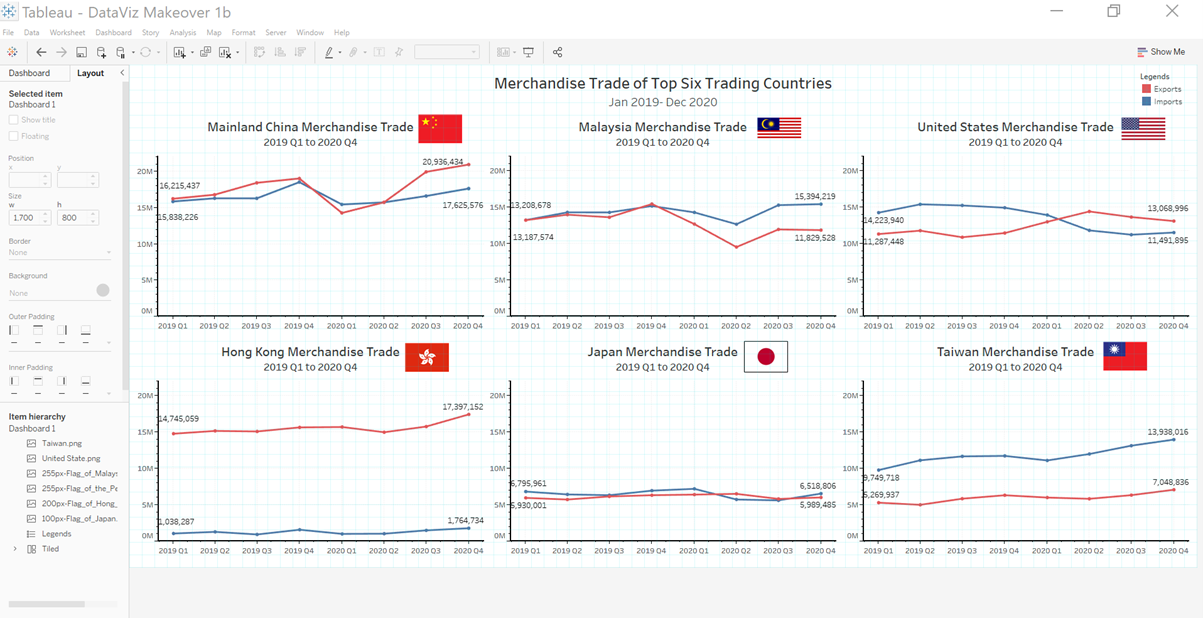 Tableau - DataViz Makeover 1b
File Data Worksheet Dashboard Story Analysis Map Format Server Window Help
Show Me
Dashboard Layout
Selected item
Dashboard 1
Show title
Floating
Position
x y
Size
w h
1.700 800
Border
None
Background
None
Outer Padding
Inner Padding
Item hierarchy
Dashboard 1
Taiwan.png
United State.png
255px-Flag_of_Malays
255px-Flag_of_the_Pe
200px-Flag_of_Hong_
100px-Flag_of_Japan.
Legends
Tiled
Merchandise Trade of Top Six Trading Countries
Jan 2019- Dec 2020
Legends
Exports
Imports
Mainland China Merchandise Trade
2019 Q1 to 2020 Q4
20M
15M
10M
5M
0M
16,215,437
15,838,226
20,936,434
17,625,576
2019 Q1 2019 Q2 2019 Q3 2019 Q4 2020 Q1 2020 Q2 2020 Q3 2020 Q4
Malaysia Merchandise Trade
2019 Q1 to 2020 Q4
20M
15M
10M
5M
0M
13,208,678
13,187,574
15,394,219
11,829,528
2019 Q1 2019 Q2 2019 Q3 2019 Q4 2020 Q1 2020 Q2 2020 Q3 2020 Q4
United States Merchandise Trade
2019 Q1 to 2020 Q4
20M
15M
10M
5M
0M
14,223,940
11,287,448
13,068,996
11,491,895
2019 Q1 2019 Q2 2019 Q3 2019 Q4 2020 Q1 2020 Q2 2020 Q3 2020 Q4
Hong Kong Merchandise Trade
2019 Q1 to 2020 Q4
20M
15M
10M
5M
0M
14,745,059
17,397,152
1,038,287
1,764,734
2019 Q1 2019 Q2 2019 Q3 2019 Q4 2020 Q1 2020 Q2 2020 Q3 2020 Q4
Japan Merchandise Trade
2019 Q1 to 2020 Q4
20M
15M
10M
5M
0M
6,795,961
5,930,001
6,518,806
5,989,485
2019 Q1 2019 Q2 2019 Q3 2019 Q4 2020 Q1 2020 Q2 2020 Q3 2020 Q4
Taiwan Merchandise Trade
2019 Q1 to 2020 Q4
20M
15M
10M
5M
0M
9,749,718
5,269,937
13,938,016
7,048,836
2019 Q1 2019 Q2 2019 Q3 2019 Q4 2020 Q1 2020 Q2 2020 Q3 2020 Q4